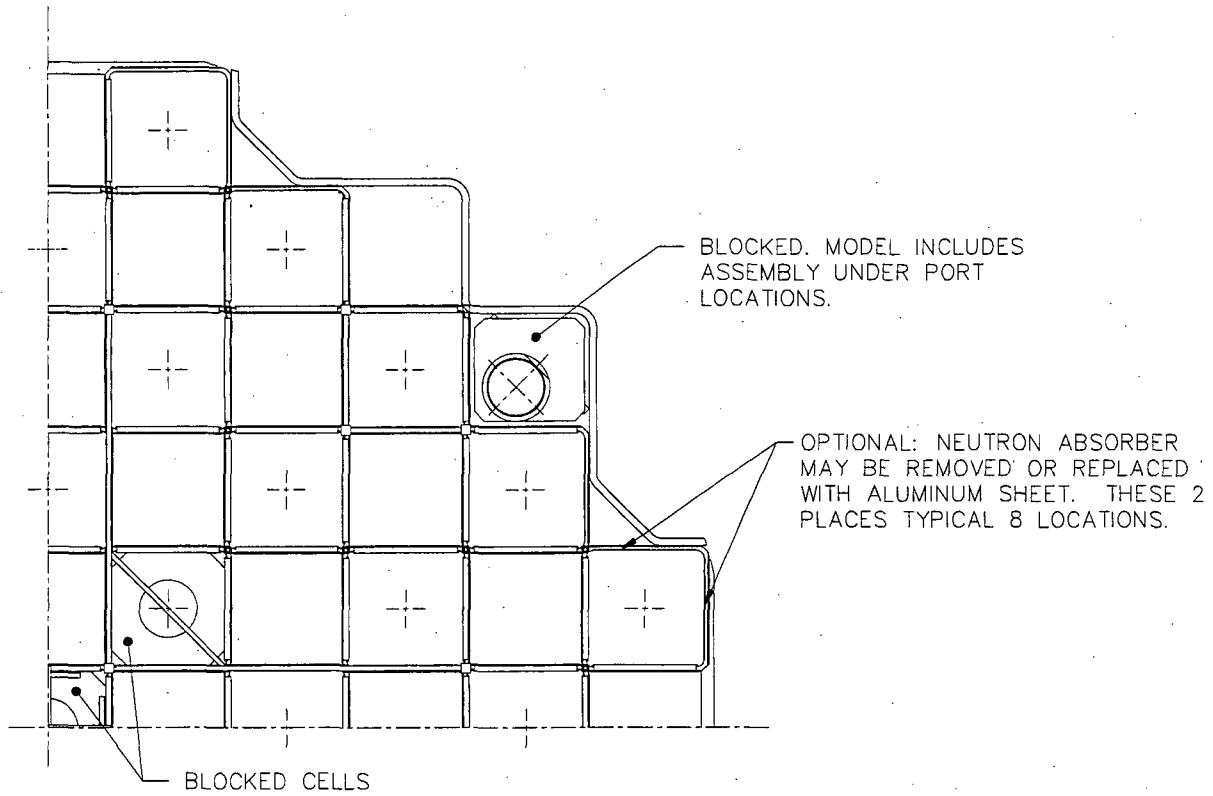 BLOCKED. MODEL INCLUDES
ASSEMBLY UNDER PORT
LOCATIONS.
OPTIONAL: NEUTRON ABSORBER
MAY BE REMOVED OR REPLACED
WITH ALUMINUM SHEET. THESE 2
PLACES TYPICAL 8 LOCATIONS.
BLOCKED CELLS